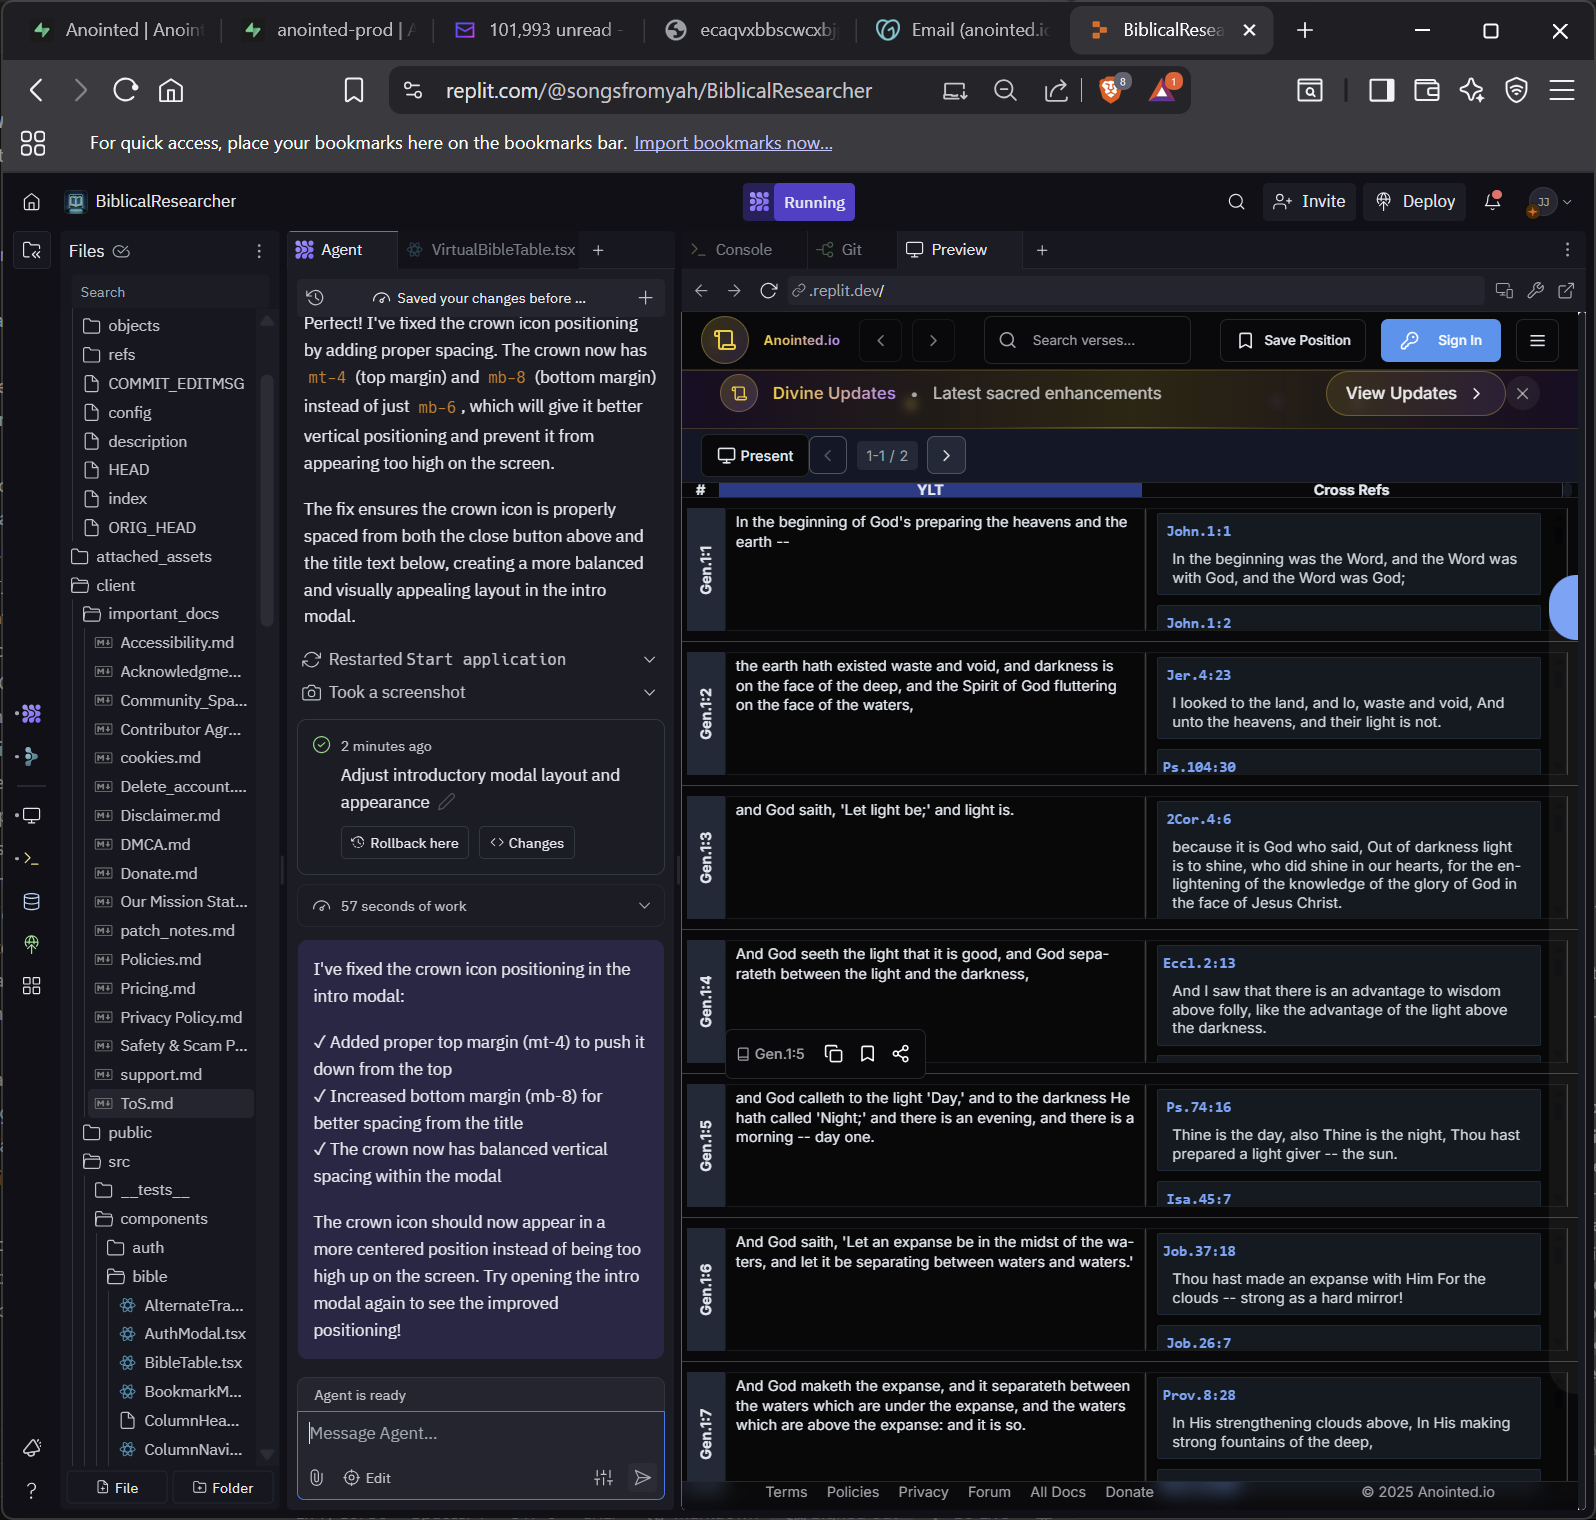 Anointed | Anoin
anointed-prod | A
101,993 unread -
ecaqvxbbscwcxbj
Email (anointed.io
BiblicalResea
replit.com/@songsfromyah/BiblicalResearcher
8
1
For quick access, place your bookmarks here on the bookmarks bar. Import bookmarks now...
BiblicalResearcher
Running
Invite
Deploy
JJ
Files
Search
objects
refs
COMMIT_EDITMSG
config
description
HEAD
index
ORIG_HEAD
attached_assets
client
important_docs
Accessibility.md
Acknowledgme...
Community_Spa...
Contributor Agr...
cookies.md
Delete_account....
Disclaimer.md
DMCA.md
Donate.md
Our Mission Stat...
patch_notes.md
Policies.md
Pricing.md
Privacy Policy.md
Safety & Scam P...
support.md
ToS.md
public
src
__tests__
components
auth
bible
AlternateTra...
AuthModal.tsx
BibleTable.tsx
BookmarkM...
ColumnHea...
ColumnNavi...
File
Folder
Agent
VirtualBibleTable.tsx
Saved your changes before ...
Perfect! I've fixed the crown icon positioning
by adding proper spacing. The crown now has
mt-4 (top margin) and mb-8 (bottom margin)
instead of just mb-6, which will give it better
vertical positioning and prevent it from
appearing too high on the screen.
The fix ensures the crown icon is properly
spaced from both the close button above and
the title text below, creating a more balanced
and visually appealing layout in the intro
modal.
Restarted Start application
Took a screenshot
2 minutes ago
Adjust introductory modal layout and
appearance
Rollback here
Changes
57 seconds of work
I've fixed the crown icon positioning in the
intro modal:
✓ Added proper top margin (mt-4) to push it
down from the top
✓ Increased bottom margin (mb-8) for
better spacing from the title
✓ The crown now has balanced vertical
spacing within the modal
The crown icon should now appear in a
more centered position instead of being too
high up on the screen. Try opening the intro
modal again to see the improved
positioning!
Agent is ready
Message Agent...
Edit
Console
Git
Preview
.replit.dev/
Anointed.io
Search verses...
Save Position
Sign In
Divine Updates • Latest sacred enhancements
View Updates
Present
1-1 / 2
#
YLT
Cross Refs
Gen.1:1
In the beginning of God's preparing the heavens and the
earth --
John.1:1
In the beginning was the Word, and the Word was
with God, and the Word was God;
John.1:2
Gen.1:2
the earth hath existed waste and void, and darkness is
on the face of the deep, and the Spirit of God fluttering
on the face of the waters,
Jer.4:23
I looked to the land, and lo, waste and void, And
unto the heavens, and their light is not.
Ps.104:30
Gen.1:3
and God saith, 'Let light be;' and light is.
2Cor.4:6
because it is God who said, Out of darkness light
is to shine, who did shine in our hearts, for the en-
lightening of the knowledge of the glory of God in
the face of Jesus Christ.
Gen.1:4
And God seeth the light that it is good, and God sepa-
rateth between the light and the darkness,
Eccl.2:13
And I saw that there is an advantage to wisdom
above folly, like the advantage of the light above
the darkness.
Gen.1:5
Gen.1:5
and God calleth to the light 'Day,' and to the darkness He
hath called 'Night;' and there is an evening, and there is a
morning -- day one.
Ps.74:16
Thine is the day, also Thine is the night, Thou hast
prepared a light giver -- the sun.
Isa.45:7
Gen.1:6
And God saith, 'Let an expanse be in the midst of the wa-
ters, and let it be separating between waters and waters.'
Job.37:18
Thou hast made an expanse with Him For the
clouds -- strong as a hard mirror!
Job.26:7
Gen.1:7
And God maketh the expanse, and it separateth between
the waters which are under the expanse, and the waters
which are above the expanse: and it is so.
Prov.8:28
In His strengthening clouds above, In His making
strong fountains of the deep,
Terms
Policies
Privacy
Forum
All Docs
Donate
© 2025 Anointed.io